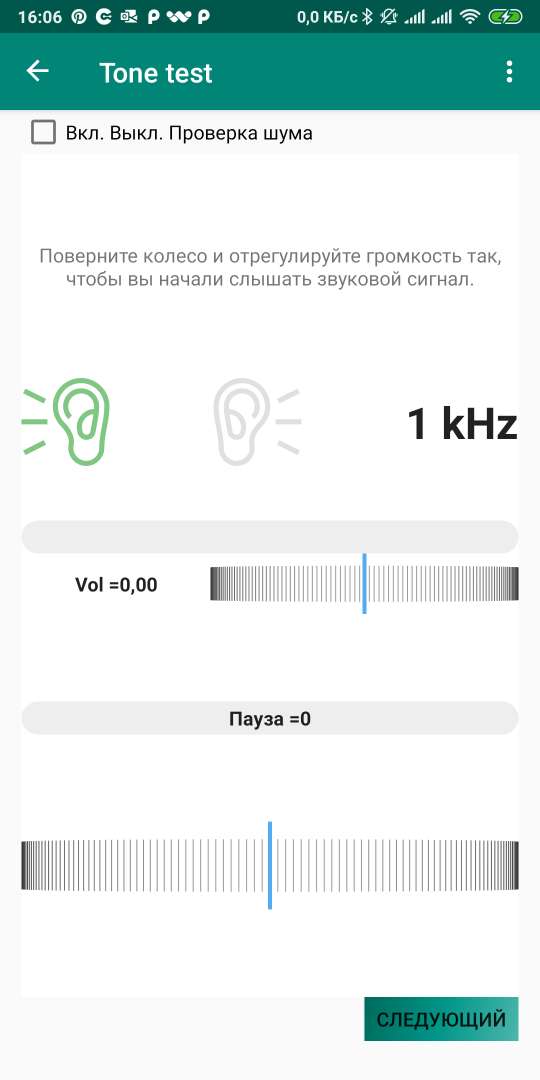 16:06 0,0 КБ/с
Tone test
Вкл. Выкл. Проверка шума
Поверните колесо и отрегулируйте громкость так,
чтобы вы начали слышать звуковой сигнал.
1 kHz
Vol =0,00
Пауза =0
СЛЕДУЮЩИЙ